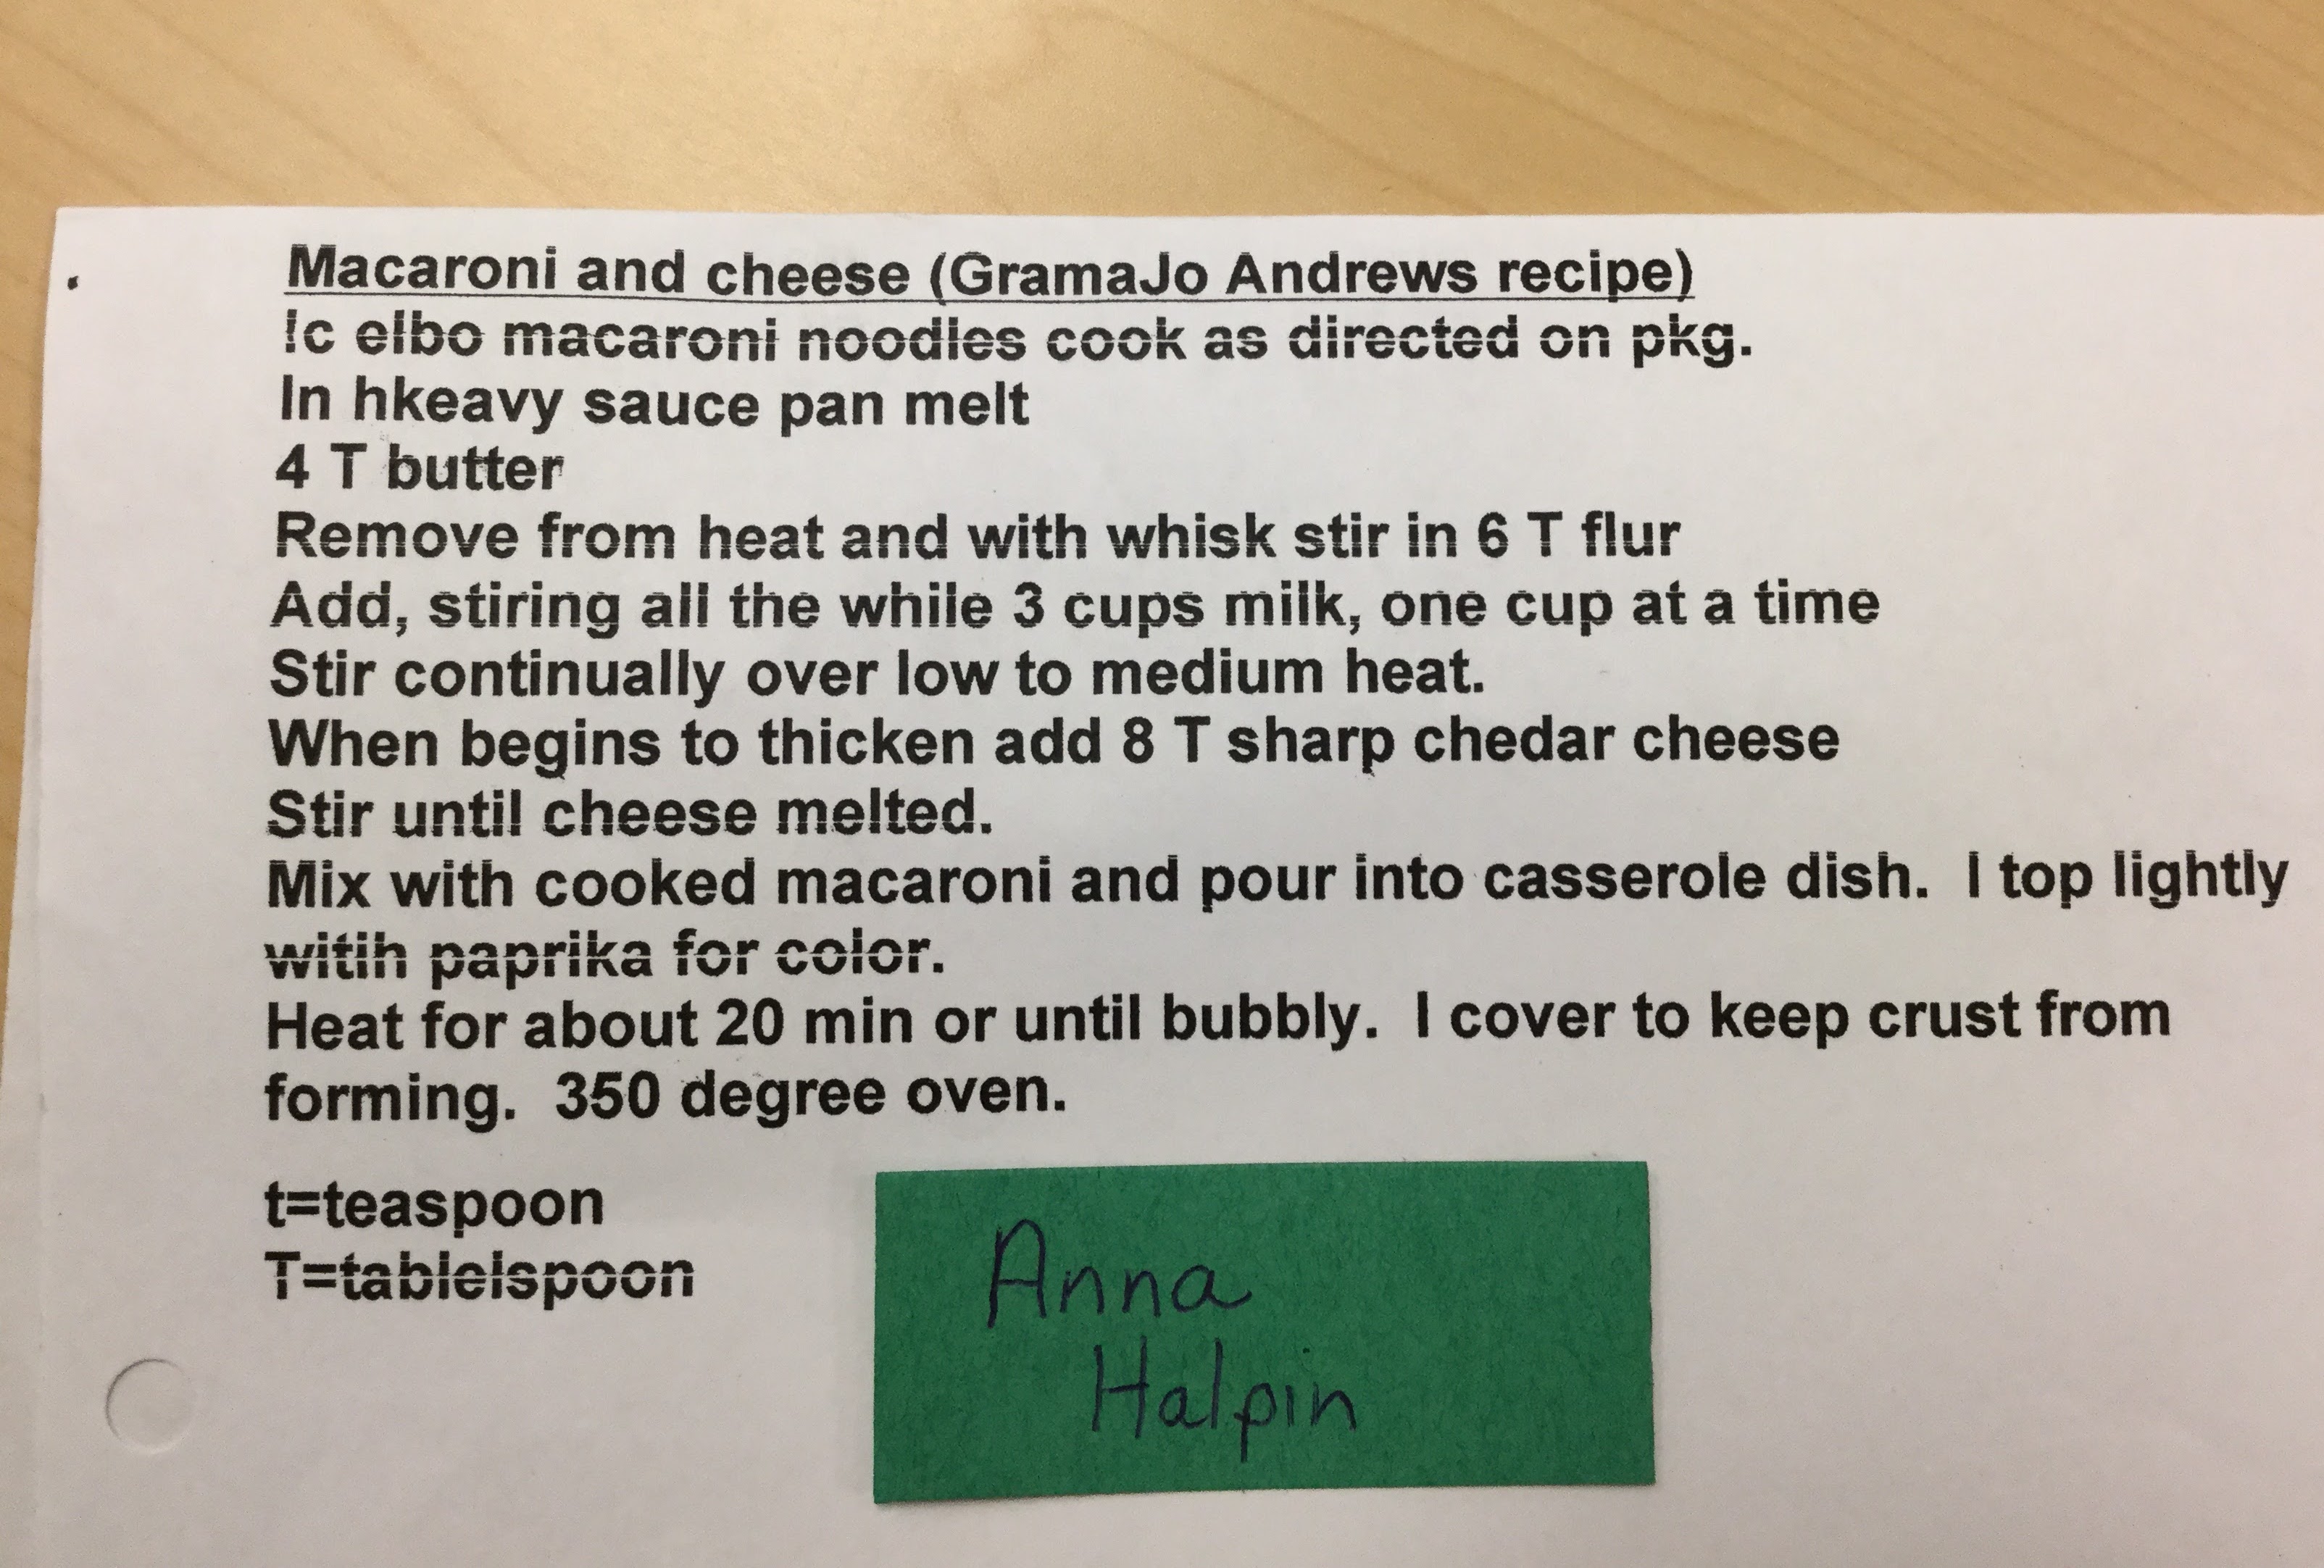 Macaroni and cheese (GramaJo Andrews recipe)
!c elbo macaroni noodles cook as directed on pkg.
In hkeavy sauce pan melt
4 T butter
Remove from heat and with whisk stir in 6 T flur
Add, stiring all the while 3 cups milk, one cup at a time
Stir continually over low to medium heat.
When begins to thicken add 8 T sharp chedar cheese
Stir until cheese melted.
Mix with cooked macaroni and pour into casserole dish.  I top lightly
witih paprika for color.
Heat for about 20 min or until bubbly.  I cover to keep crust from
forming.  350 degree oven.
t=teaspoon
T=tablelspoon
Anna
Halpin